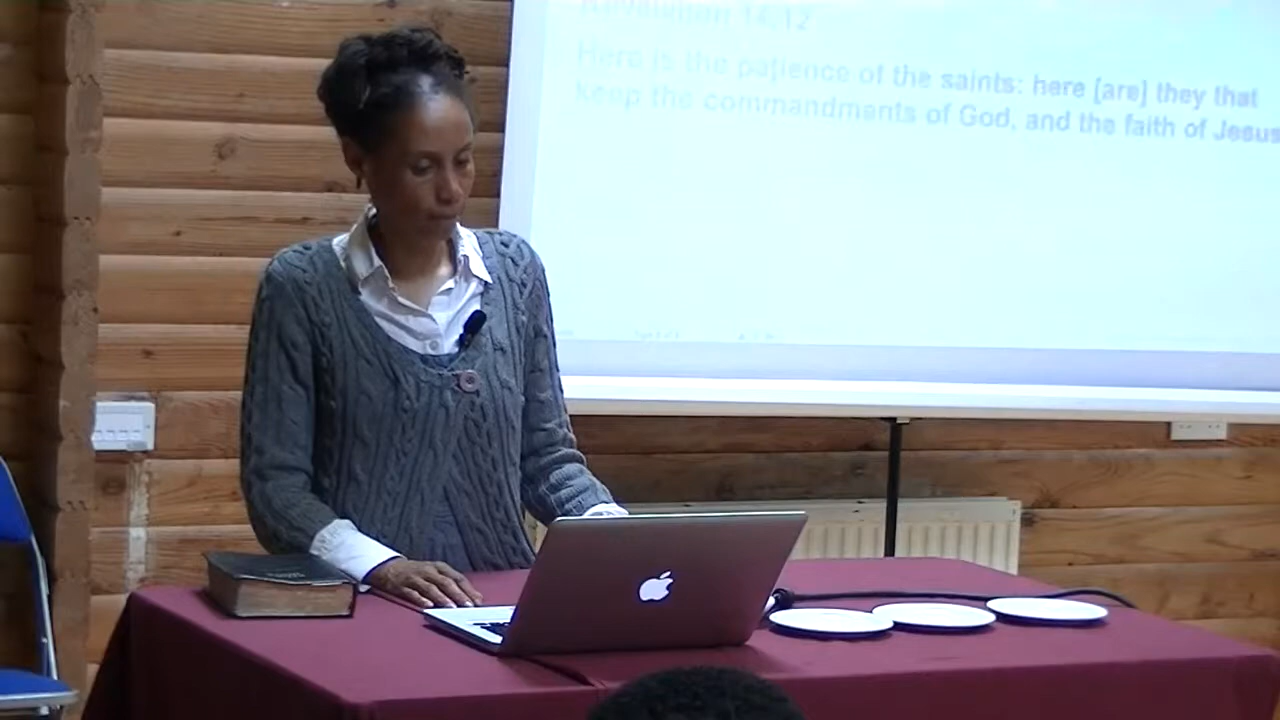 Revelation 14:12
Here is the patience of the saints: here [are] they that
keep the commandments of God, and the faith of Jesus